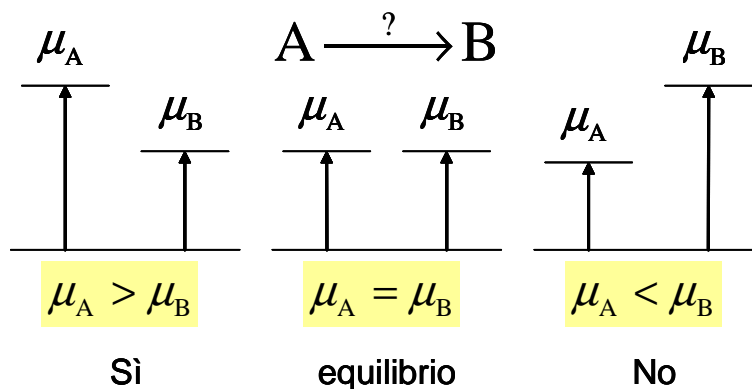 A ? B
μA μB μA μB μA μB
μA > μB μA = μB μA < μB
Sì equilibrio No